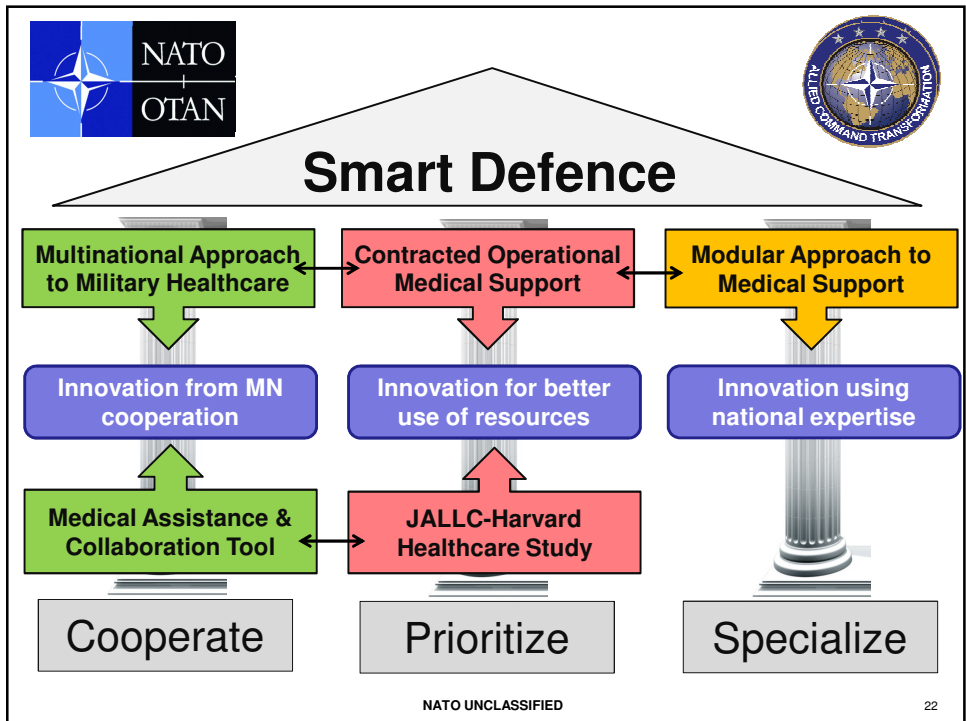 NATO
OTAN
ALLIED COMMAND TRANSFORMATION
Smart Defence
Multinational Approach
to Military Healthcare
Contracted Operational
Medical Support
Modular Approach to
Medical Support
Innovation from MN
cooperation
Innovation for better
use of resources
Innovation using
national expertise
Medical Assistance &
Collaboration Tool
JALLC-Harvard
Healthcare Study
Cooperate
Prioritize
Specialize
NATO UNCLASSIFIED
22